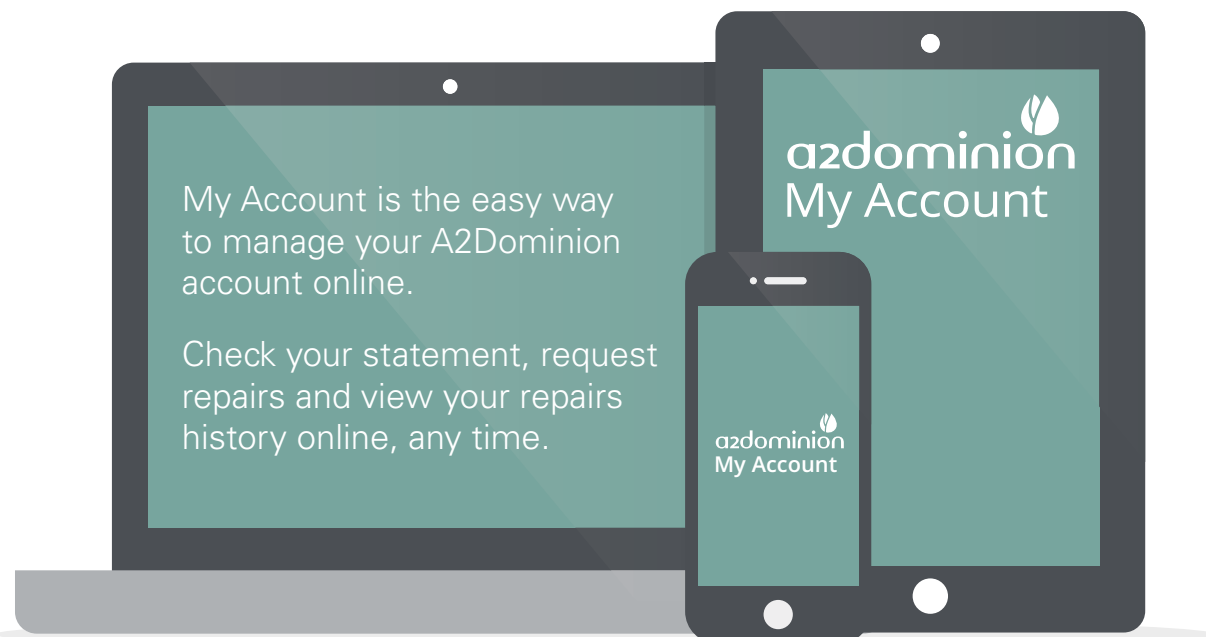 My Account is the easy way
to manage your A2Dominion
account online.
Check your statement, request
repairs and view your repairs
history online, any time.
a2dominion
My Account
a2dominion
My Account